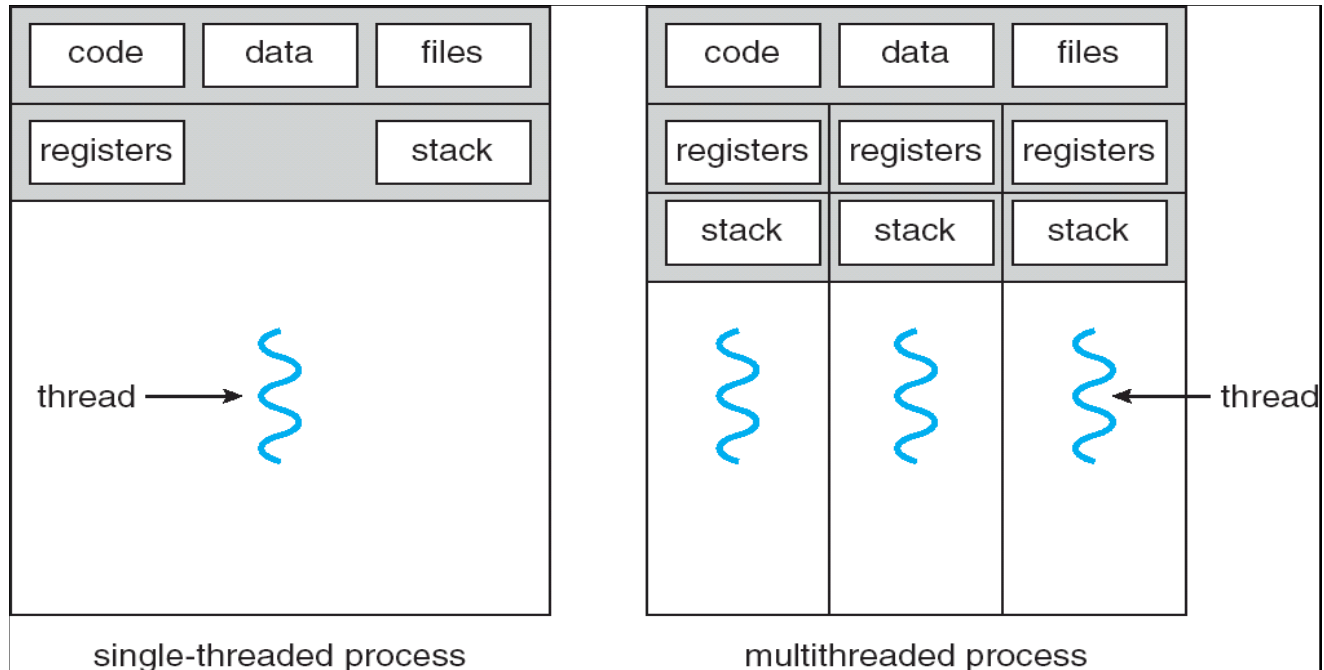 code data files
registers stack
thread
single-threaded process
code data files
registers registers registers
stack stack stack
thread
multithreaded process